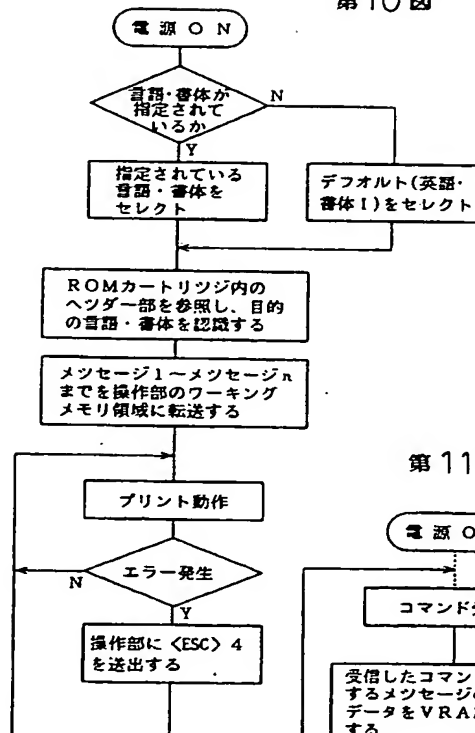 第10図
電源ON
言語・書体が
指定されて
いるか
N
Y
指定されている
言語・書体を
セレクト
デフオルト(英語・
書体I)をセレクト
ROMカートリツジ内の
ヘツダー部を参照し、目的
の言語・書体を認識する
メツセージ1〜メツセージn
までを操作部のワーキング
メモリ領域に転送する
プリント動作
エラー発生
N
Y
操作部に〈ESC〉4
を送出する
第11
電源O
コマンド
受信したコマン
するメツセージ
データをVRA
する